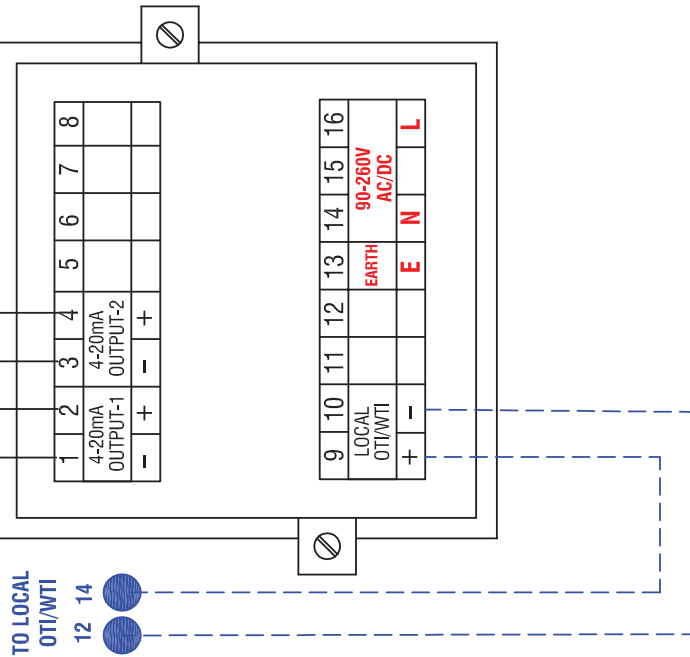 8
7
6
5
4
3
2
1
4-20mA
OUTPUT-2
4-20mA
OUTPUT-1
+
-
+
-
16
15
14
13
12
11
10
9
90-260V
AC/DC
EARTH
LOCAL
OTI/WTI
L
N
E
-
+
TO LOCAL
OTI/WTI
14
12